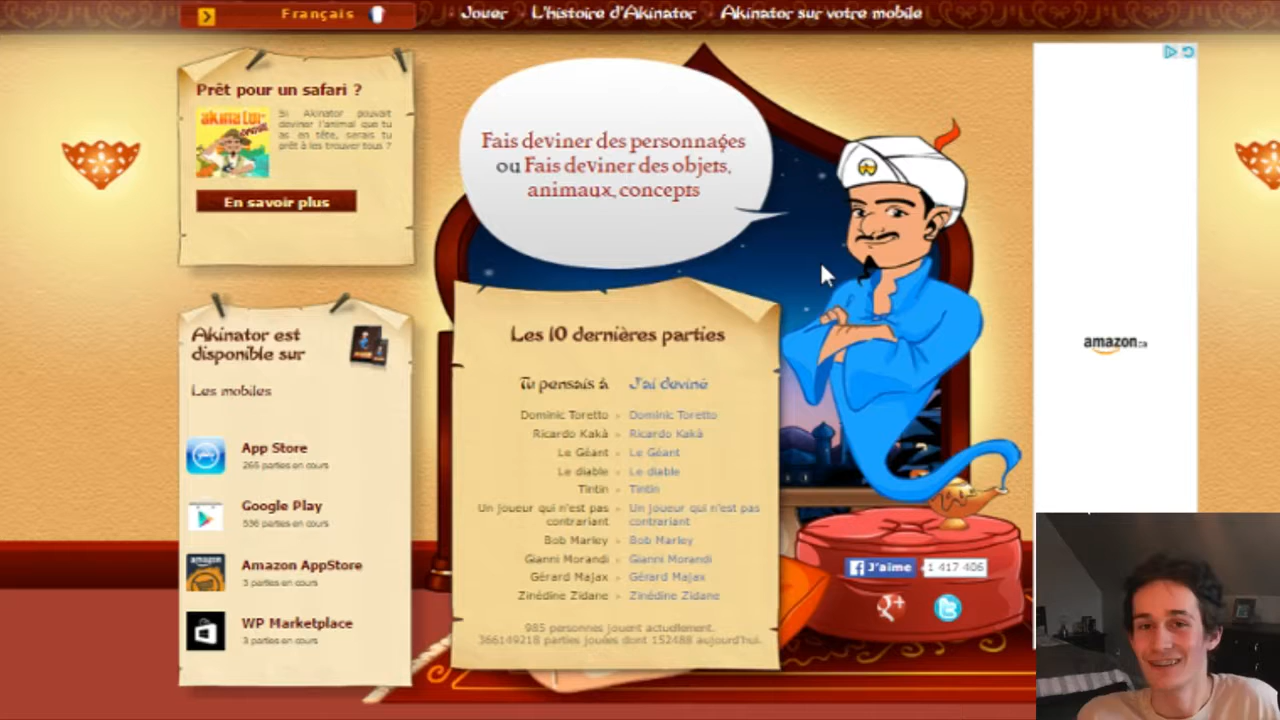 Français
Jouer
L'histoire d'Akinator
Akinator sur votre mobile
Prêt pour un safari ?
akinator
Si Akinator pouvait
deviner l'animal que tu
as en tête, serais tu
prêt à les trouver tous ?
En savoir plus
Fais deviner des personnages
ou Fais deviner des objets,
animaux, concepts
Akinator est
disponible sur
Les mobiles
App Store
265 parties en cours
Google Play
536 parties en cours
amazon
Amazon AppStore
3 parties en cours
WP Marketplace
3 parties en cours
Les 10 dernières parties
Tu pensais à J'ai deviné
Dominic Toretto » Dominic Toretto
Ricardo Kakà » Ricardo Kakà
Le Géant » Le Géant
Le diable » Le diable
Tintin » Tintin
Un joueur qui n'est pas » Un joueur qui n'est pas
contrariant contrariant
Bob Marley » Bob Marley
Gianni Morandi » Gianni Morandi
Gérard Majax » Gérard Majax
Zinédine Zidane » Zinédine Zidane
985 personnes jouent actuellement.
366149218 parties jouées dont 152488 aujourd'hui.
J'aime 1 417 406
amazon.ca